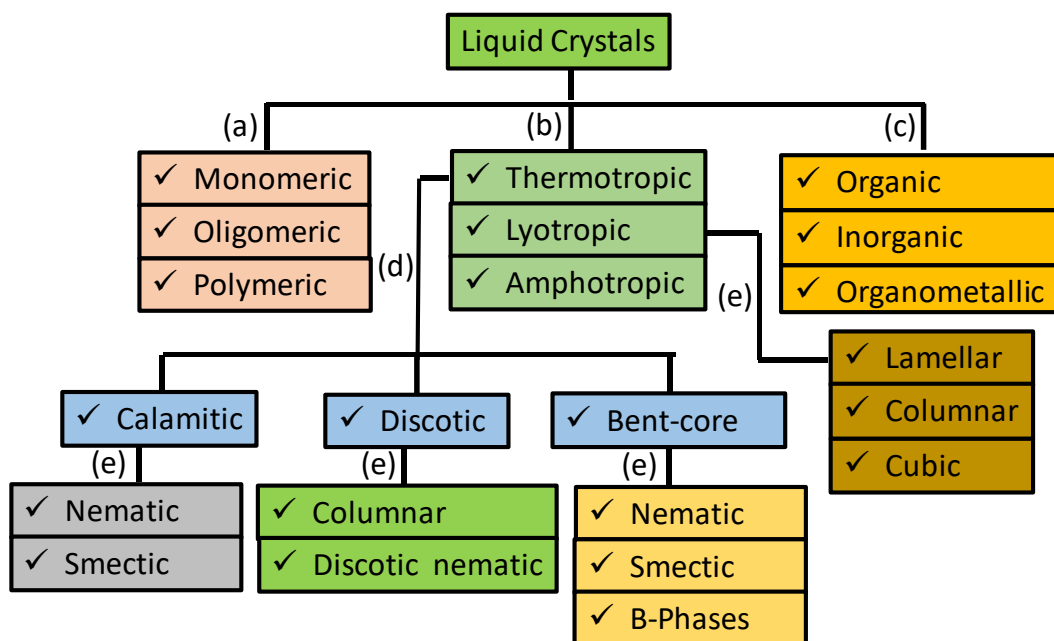 Liquid Crystals
(a)
(b)
(c)
✓ Monomeric
✓ Oligomeric
✓ Polymeric
✓ Thermotropic
✓ Lyotropic
✓ Amphotropic
✓ Organic
✓ Inorganic
✓ Organometallic
(d)
(e)
✓ Lamellar
✓ Columnar
✓ Cubic
✓ Calamitic
✓ Discotic
✓ Bent-core
(e)
(e)
(e)
✓ Nematic
✓ Smectic
✓ Columnar
✓ Discotic nematic
✓ Nematic
✓ Smectic
✓ B-Phases